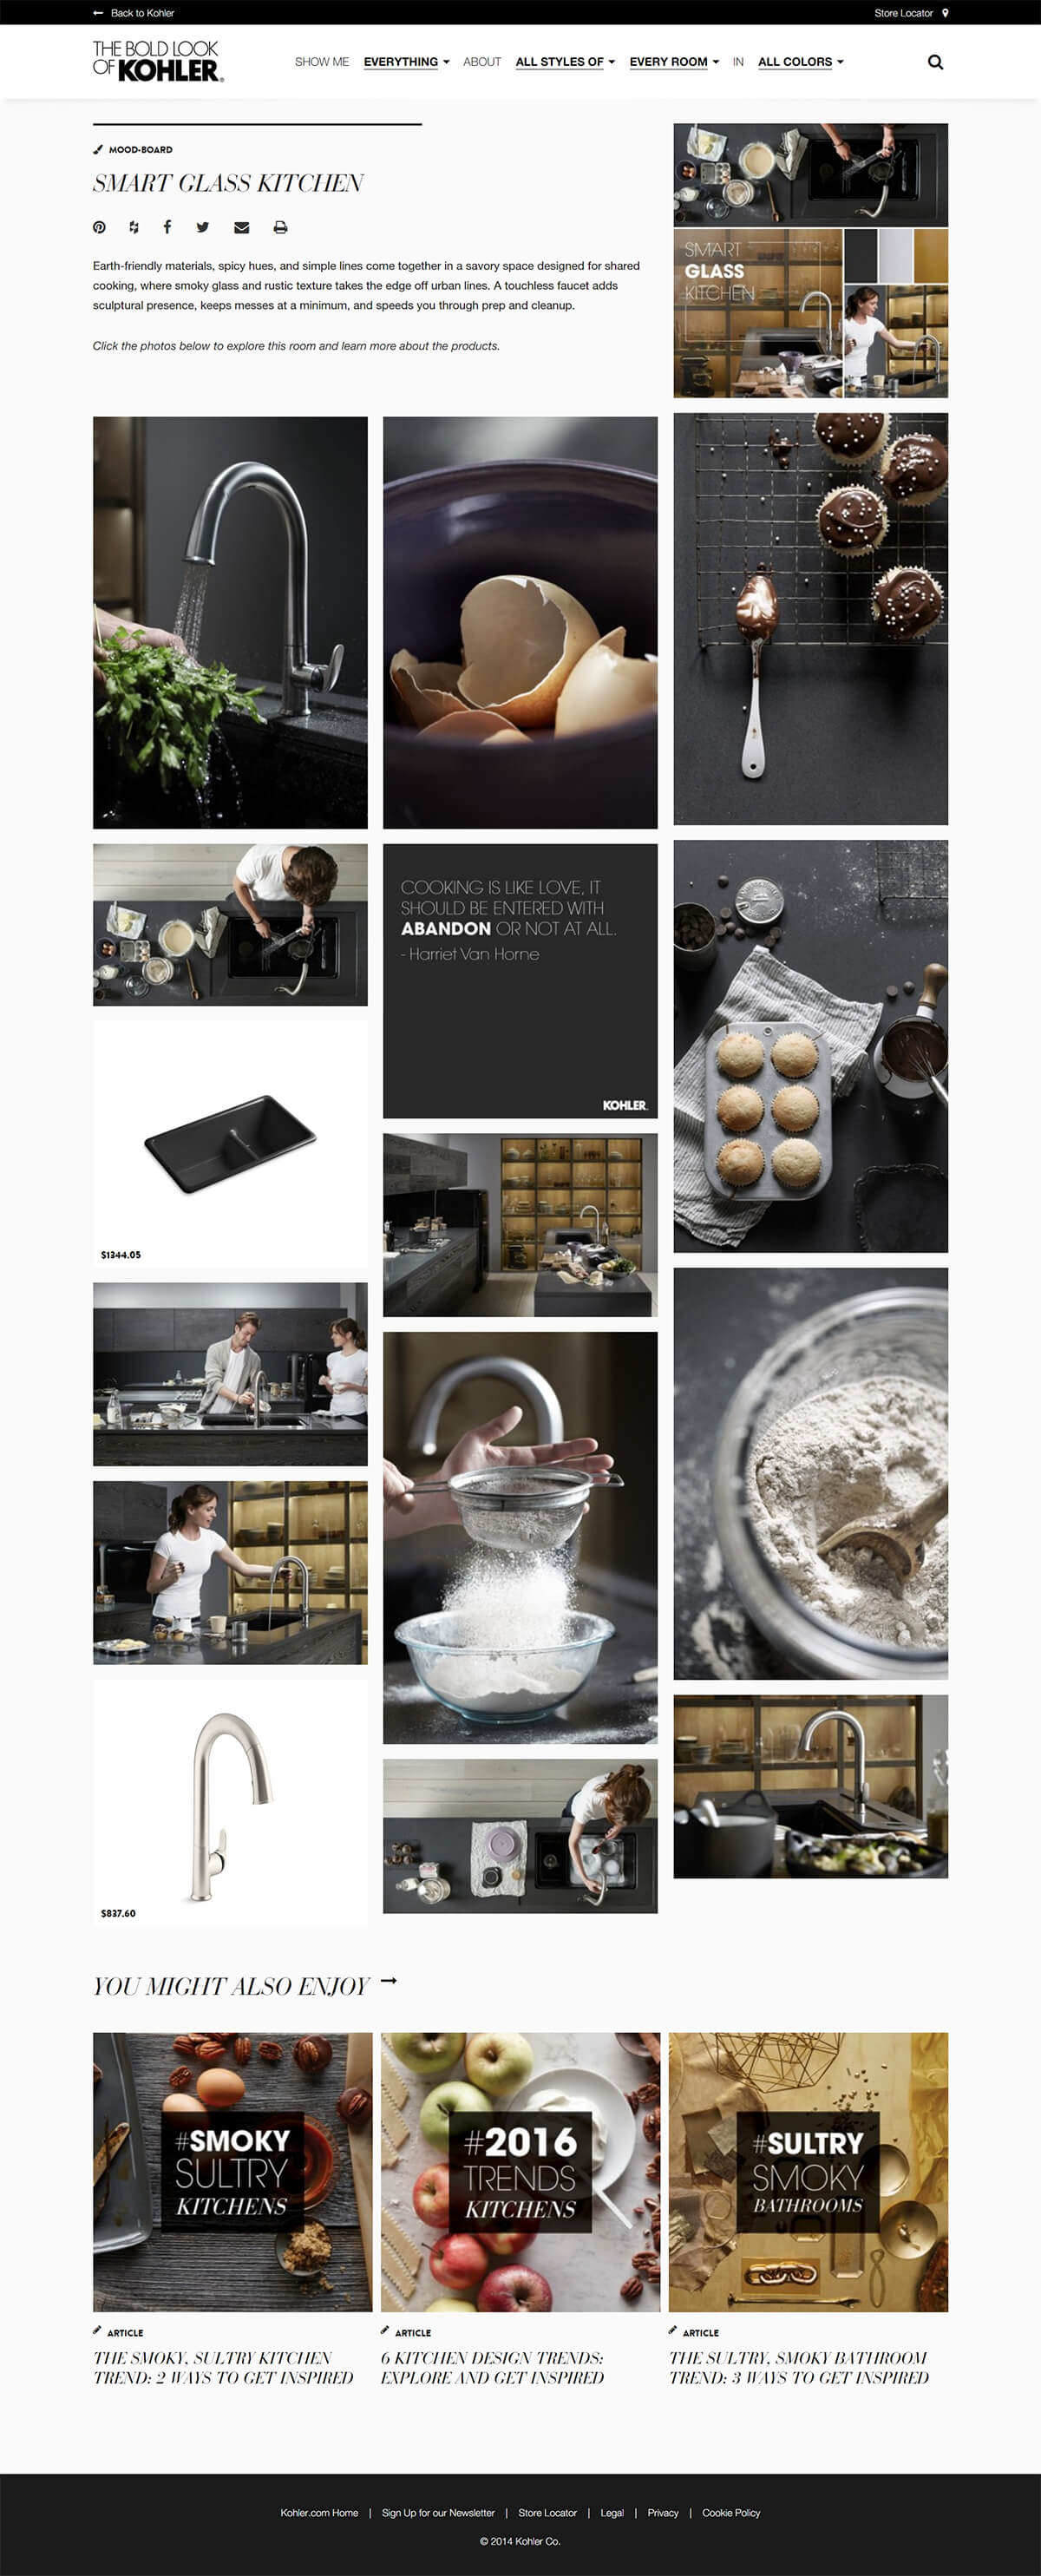 Back to Kohler
Store Locator
THE BOLD LOOK
OF KOHLER.
SHOW ME EVERYTHING ABOUT ALL STYLES OF EVERY ROOM IN ALL COLORS
MOOD-BOARD
SMART GLASS KITCHEN
Earth-friendly materials, spicy hues, and simple lines come together in a savory space designed for shared
cooking, where smoky glass and rustic texture takes the edge off urban lines. A touchless faucet adds
sculptural presence, keeps messes at a minimum, and speeds you through prep and cleanup.
Click the photos below to explore this room and learn more about the products.
SMART
GLASS
KITCHEN
COOKING IS LIKE LOVE, IT
SHOULD BE ENTERED WITH
ABANDON OR NOT AT ALL.
- Harriet Van Horne
KOHLER.
$1344.05
$837.60
YOU MIGHT ALSO ENJOY
#SMOKY
SULTRY
KITCHENS
#2016
TRENDS
KITCHENS
#SULTRY
SMOKY
BATHROOMS
ARTICLE
THE SMOKY, SULTRY KITCHEN
TREND: 2 WAYS TO GET INSPIRED
ARTICLE
6 KITCHEN DESIGN TRENDS:
EXPLORE AND GET INSPIRED
ARTICLE
THE SULTRY, SMOKY BATHROOM
TREND: 3 WAYS TO GET INSPIRED
Kohler.com Home | Sign Up for our Newsletter | Store Locator | Legal | Privacy | Cookie Policy
© 2014 Kohler Co.